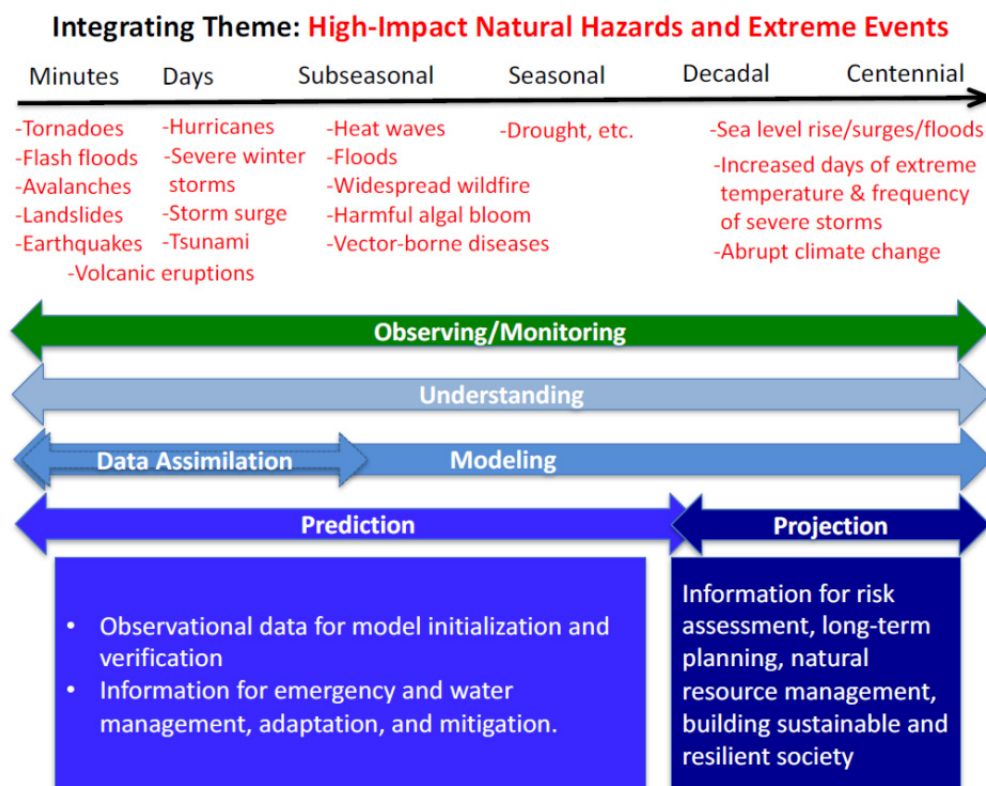 Integrating Theme: High-Impact Natural Hazards and Extreme Events
Minutes Days Subseasonal Seasonal Decadal Centennial
-Tornadoes
-Flash floods
-Avalanches
-Landslides
-Earthquakes
-Hurricanes
-Severe winter
storms
-Storm surge
-Tsunami
-Volcanic eruptions
-Heat waves
-Floods
-Widespread wildfire
-Harmful algal bloom
-Vector-borne diseases
-Drought, etc.
-Sea level rise/surges/floods
-Increased days of extreme
temperature & frequency
of severe storms
-Abrupt climate change
Observing/Monitoring
Understanding
Data Assimilation Modeling
Prediction Projection
• Observational data for model initialization and
verification
• Information for emergency and water
management, adaptation, and mitigation.
Information for risk
assessment, long-term
planning, natural
resource management,
building sustainable and
resilient society